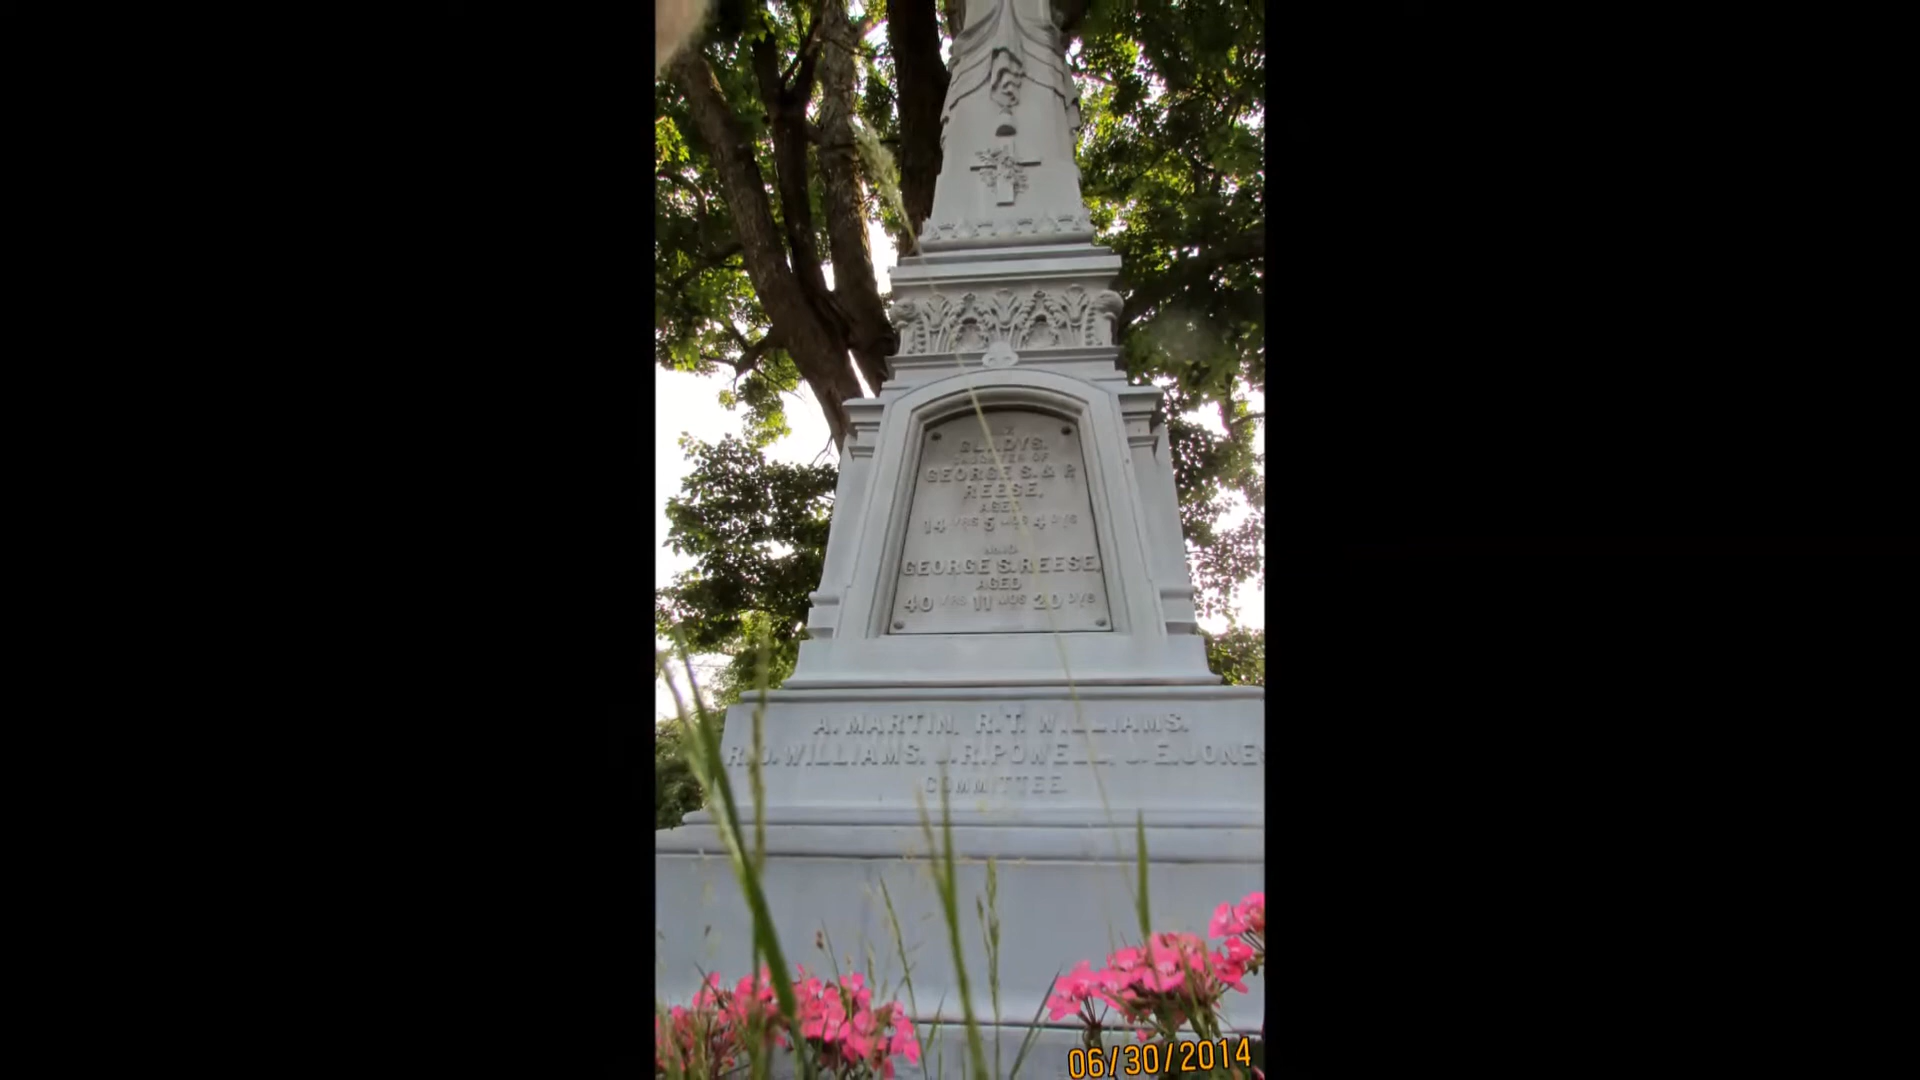 GLADYS.
DAUGHTER OF
GEORGE S. & P.
REESE,
AGED
14 YRS 5 MOS 4 DYS
AND
GEORGE S. REESE,
AGED
40 YRS 11 MOS 20 DYS
A. MARTIN, R.T. WILLIAMS.
WILLIAMS. J.R. POWELL, J.E. JONES
COMMITTEE.
06/30/2014